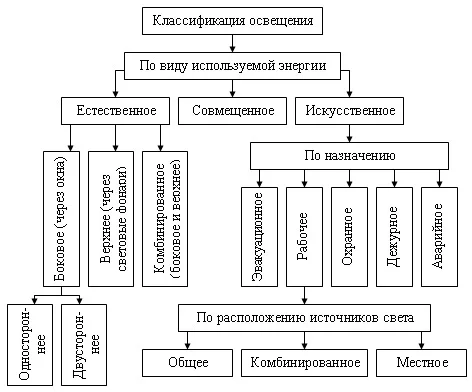 Классификация освещения
По виду используемой энергии
Естественное
Совмещенное
Искусственное
По назначению
Боковое (через окна)
Верхнее (через
световые фонари)
Комбинированное
(боковое и верхнее)
Эвакуационное
Рабочее
Охранное
Дежурное
Аварийное
Односторон-
нее
Двусторон-
нее
По расположению источников света
Общее
Комбинированное
Местное